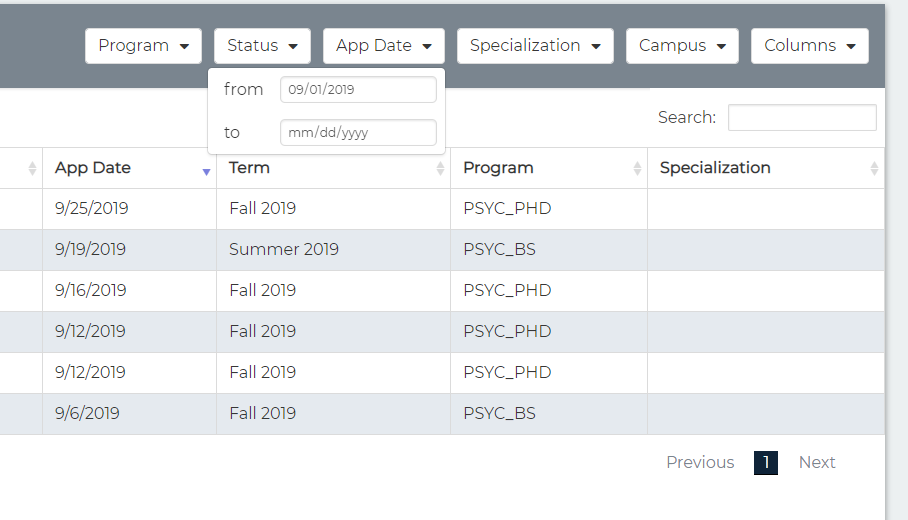 Program Status App Date Specialization Campus Columns
from 09/01/2019
to mm/dd/yyyy
Search:
App Date Term Program Specialization
9/25/2019 Fall 2019 PSYC_PHD
9/19/2019 Summer 2019 PSYC_BS
9/16/2019 Fall 2019 PSYC_PHD
9/12/2019 Fall 2019 PSYC_PHD
9/12/2019 Fall 2019 PSYC_PHD
9/6/2019 Fall 2019 PSYC_BS
Previous 1 Next